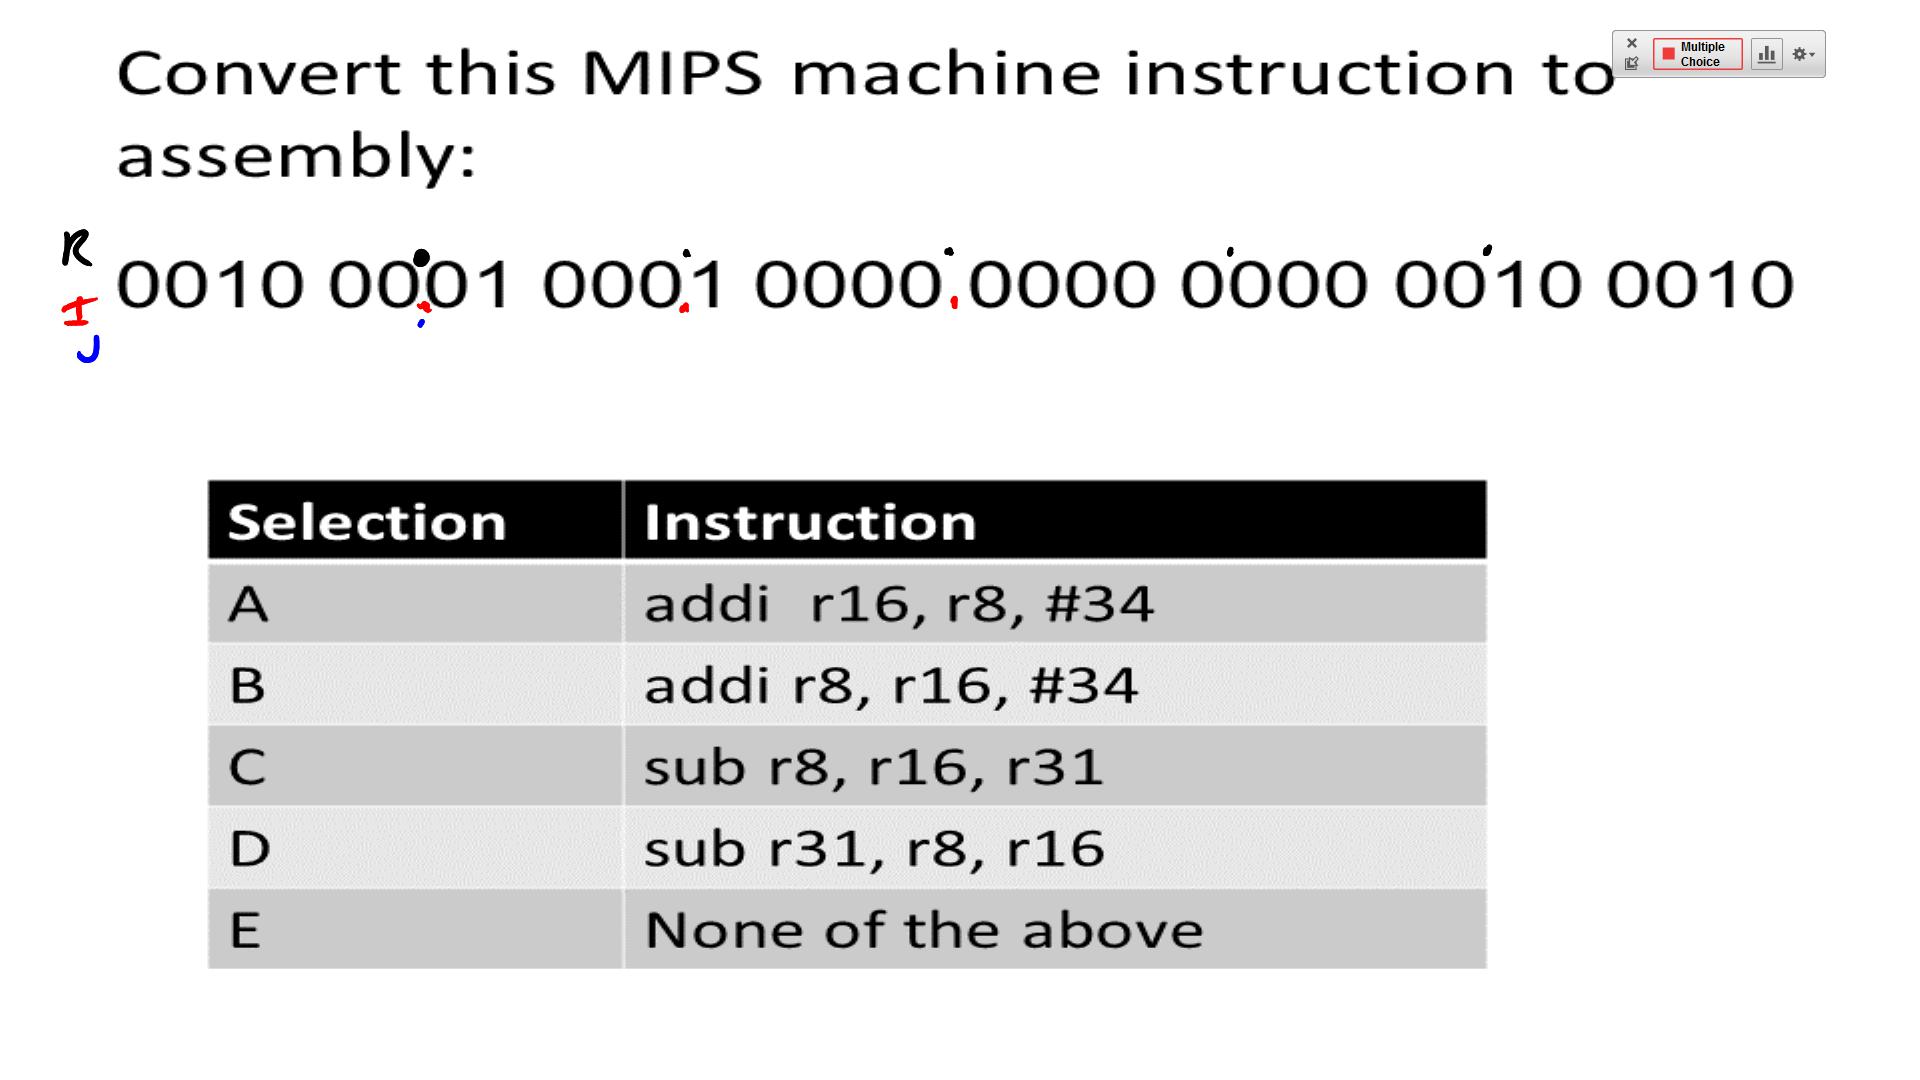 Convert this MIPS machine instruction to
Multiple
Choice
assembly:
R
0010 0001 0001 0000 0000 0000 0010 0010
I
J
Selection Instruction
A addi r16, r8, #34
B addi r8, r16, #34
C sub r8, r16, r31
D sub r31, r8, r16
E None of the above